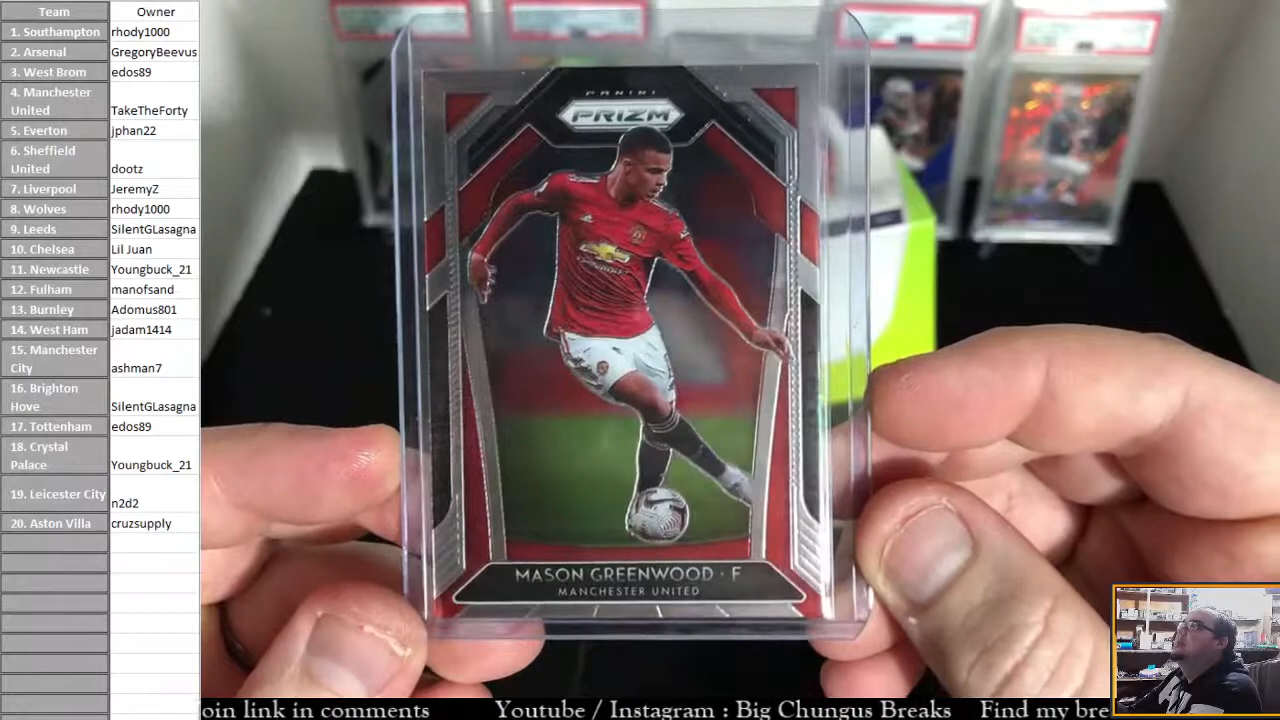 Team Owner
1. Southampton rhody1000
2. Arsenal GregoryBeevus
3. West Brom edos89
4. Manchester
United TakeTheForty
5. Everton jphan22
6. Sheffield
United dootz
7. Liverpool JeremyZ
8. Wolves rhody1000
9. Leeds SilentGLasagna
10. Chelsea Lil Juan
11. Newcastle Youngbuck_21
12. Fulham manofsand
13. Burnley Adomus801
14. West Ham jadam1414
15. Manchester
City ashman7
16. Brighton
Hove SilentGLasagna
17. Tottenham edos89
18. Crystal
Palace Youngbuck_21
19. Leicester City n2d2
20. Aston Villa cruzsupply
PANINI
PRIZM
MASON GREENWOOD · F
MANCHESTER UNITED
oin link in comments Youtube / Instagram : Big Chungus Breaks Find my bre